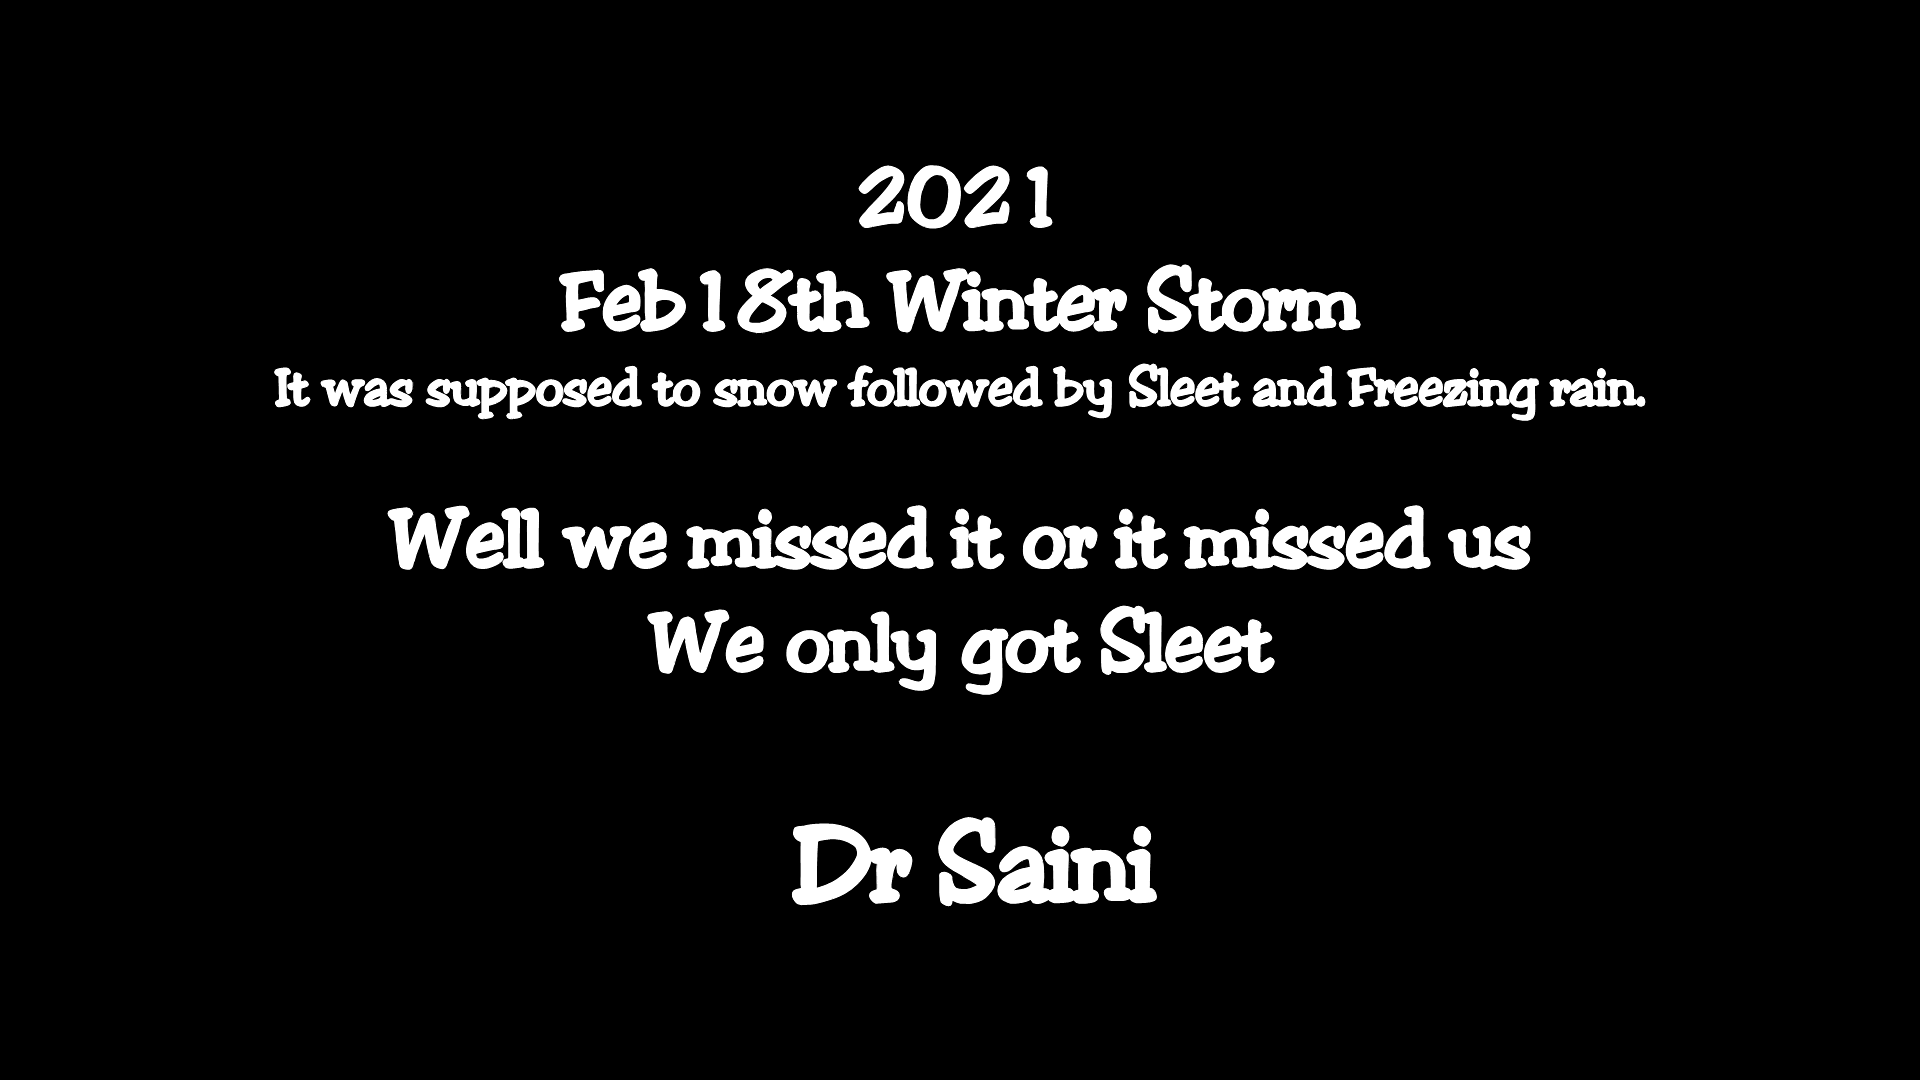 2021
Feb18th Winter Storm
It was supposed to snow followed by Sleet and Freezing rain.
Well we missed it or it missed us
We only got Sleet
Dr Saini